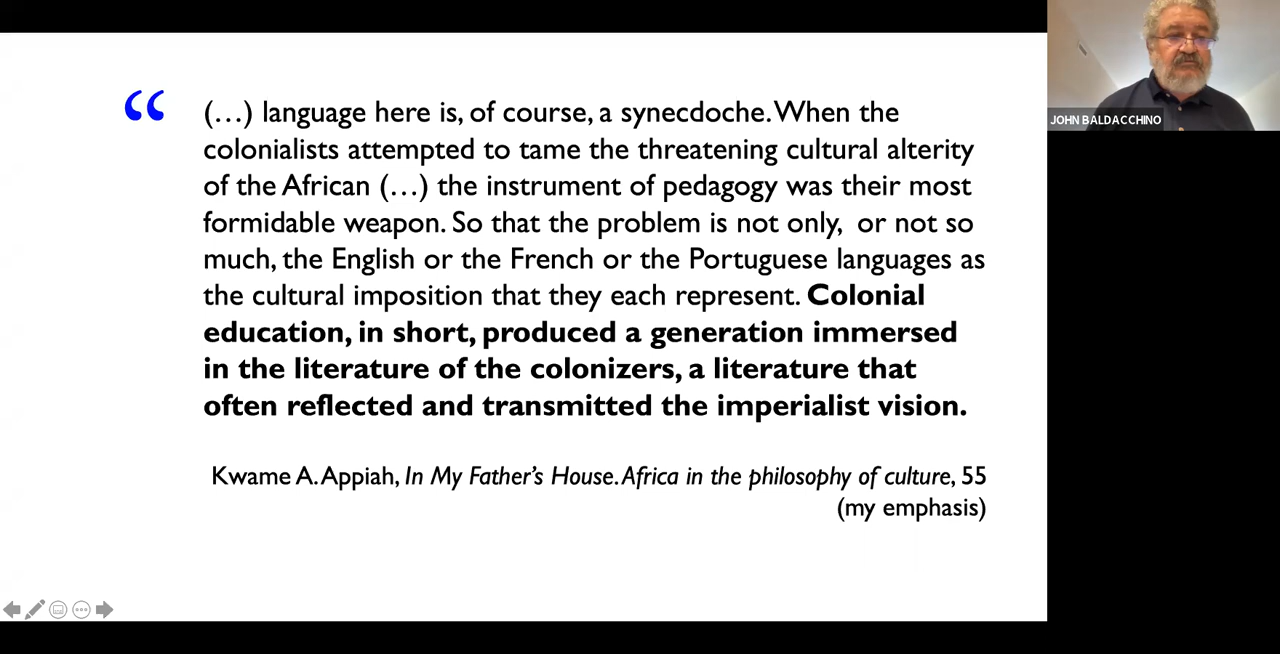 “ (…) language here is, of course, a synecdoche. When the
colonialists attempted to tame the threatening cultural alterity
of the African (…) the instrument of pedagogy was their most
formidable weapon. So that the problem is not only, or not so
much, the English or the French or the Portuguese languages as
the cultural imposition that they each represent. Colonial
education, in short, produced a generation immersed
in the literature of the colonizers, a literature that
often reflected and transmitted the imperialist vision.
Kwame A. Appiah, In My Father’s House. Africa in the philosophy of culture, 55
(my emphasis)
JOHN BALDACCHINO